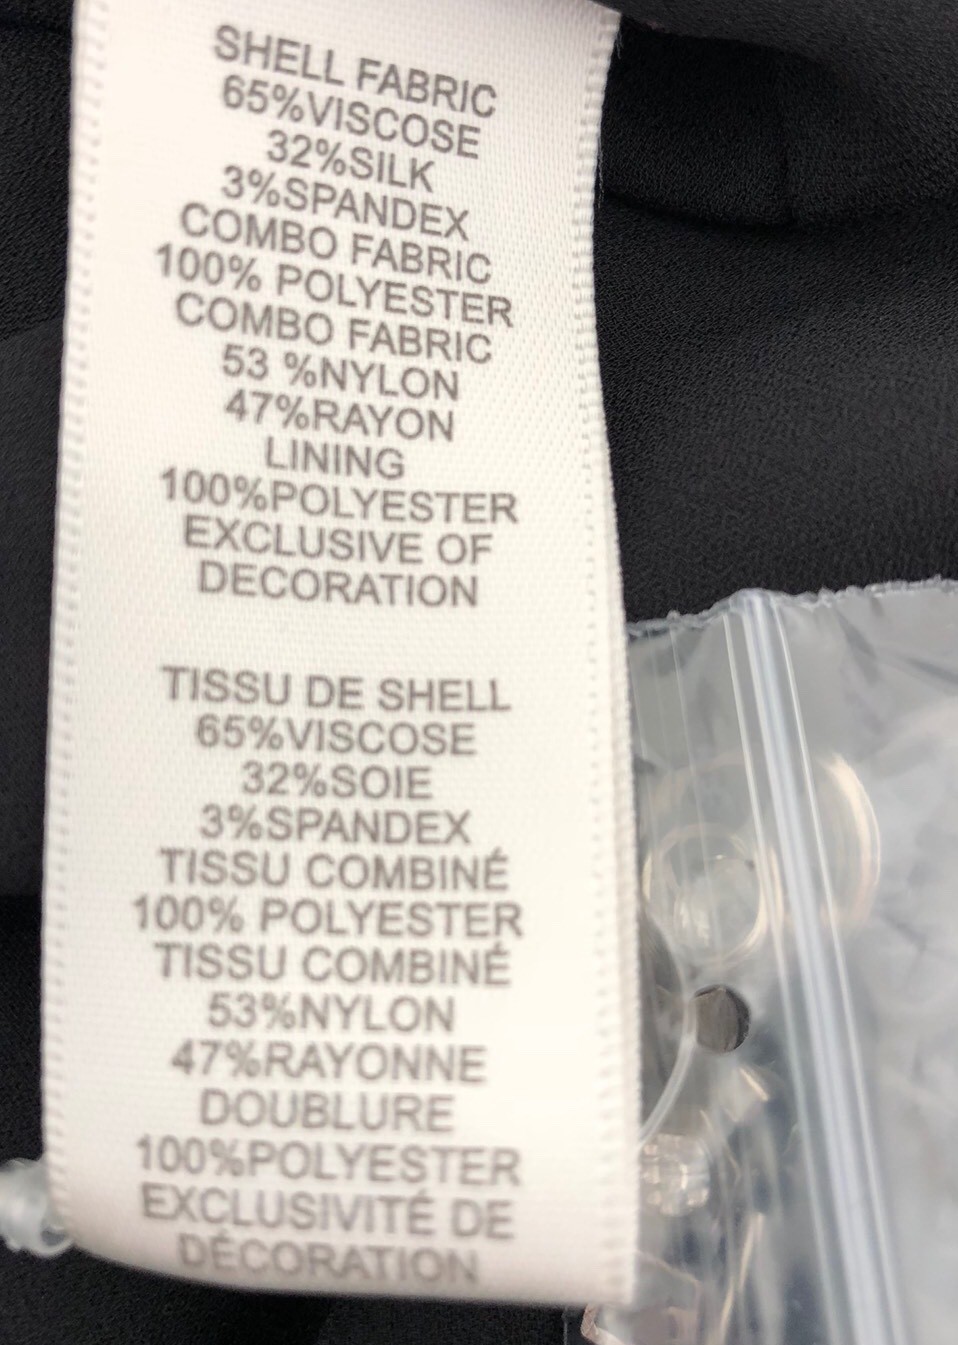 SHELL FABRIC
65%VISCOSE
32%SILK
3%SPANDEX
COMBO FABRIC
100% POLYESTER
COMBO FABRIC
53 %NYLON
47%RAYON
LINING
100%POLYESTER
EXCLUSIVE OF
DECORATION
TISSU DE SHELL
65%VISCOSE
32%SOIE
3%SPANDEX
TISSU COMBINÉ
100% POLYESTER
TISSU COMBINÉ
53%NYLON
47%RAYONNE
DOUBLURE
100%POLYESTER
EXCLUSIVITÉ DE
DÉCORATION